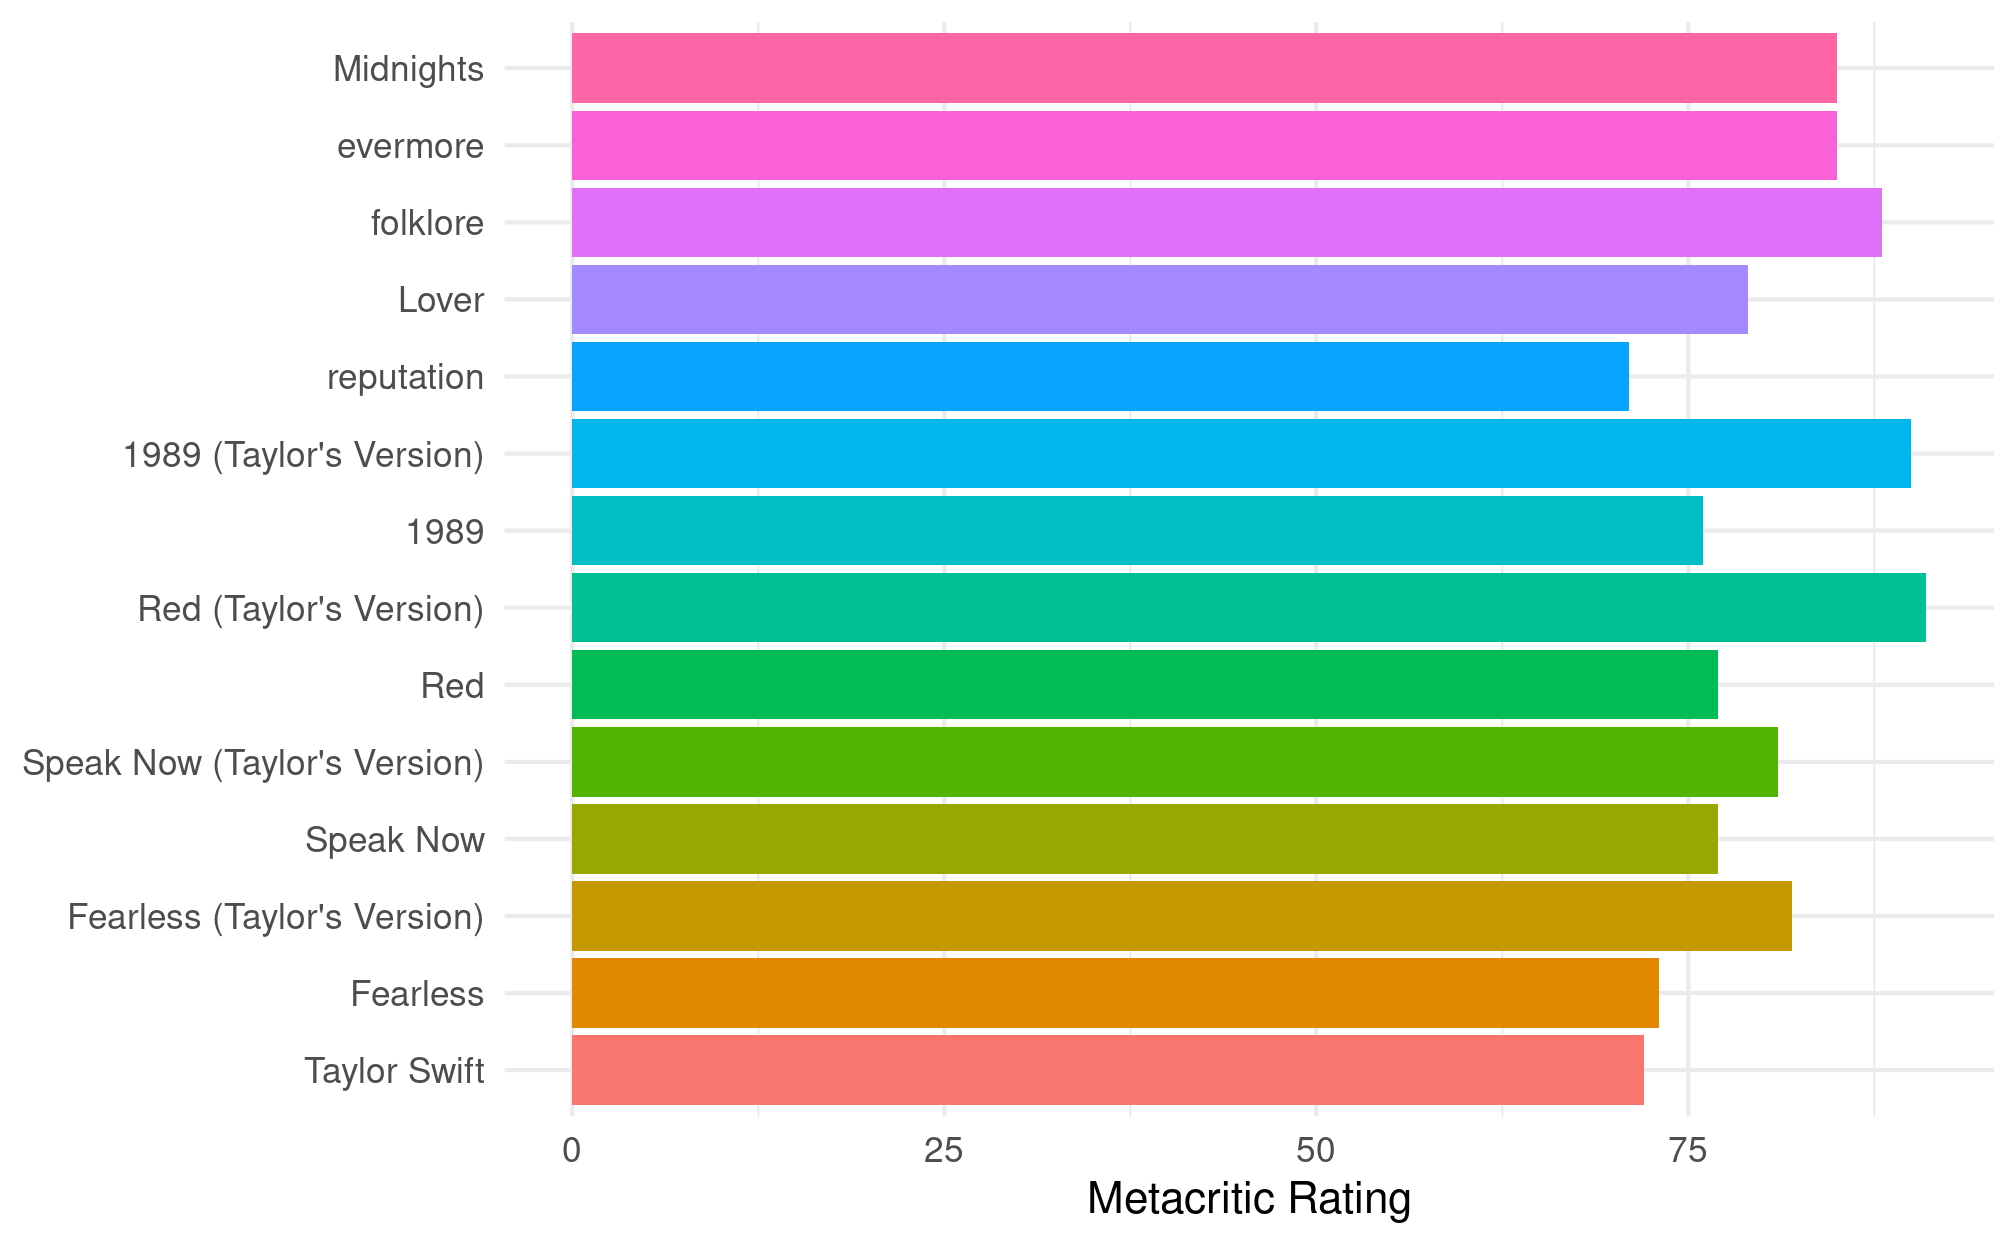 Midnights
evermore
folklore
Lover
reputation
1989 (Taylor's Version)
1989
Red (Taylor's Version)
Red
Speak Now (Taylor's Version)
Speak Now
Fearless (Taylor's Version)
Fearless
Taylor Swift
0 25 50 75
Metacritic Rating